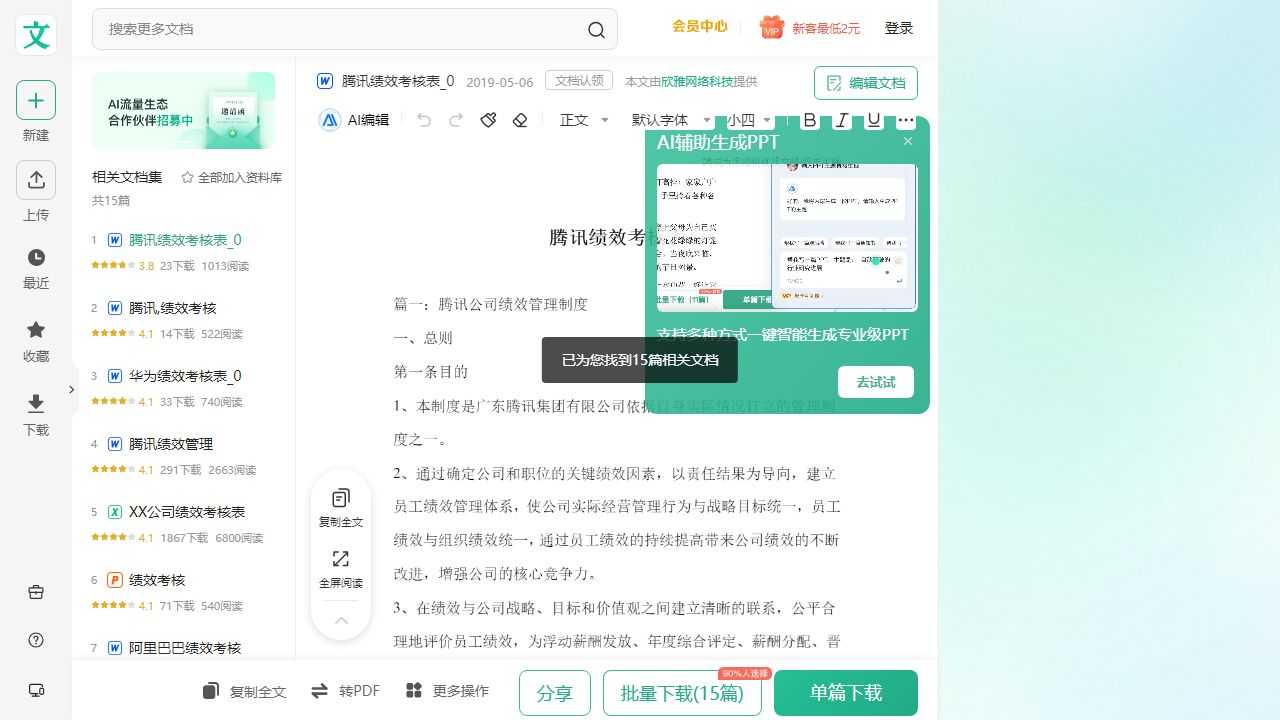 文
搜索更多文档
会员中心
VIP
新客最低2元
登录
新建
上传
最近
收藏
下载
AI流量生态
合作伙伴招募中
邀请函
相关文档集
全部加入资料库
共15篇
1 W 腾讯绩效考核表_0
3.8 23下载 1013阅读
2 W 腾讯,绩效考核
4.1 14下载 522阅读
3 W 华为绩效考核表_0
4.1 33下载 740阅读
4 W 腾讯绩效管理
4.1 291下载 2663阅读
5 X XX公司绩效考核表
4.1 1867下载 6800阅读
6 P 绩效考核
4.1 71下载 540阅读
7 W 阿里巴巴绩效考核
W 腾讯绩效考核表_0 2019-05-06 文档认领 本文由欣雅网络科技提供
编辑文档
AI编辑 正文 默认字体 小四 B I U
AI辅助生成PPT
批量下载(11篇)
支持多种方式一键智能生成专业级PPT
去试试
已为您找到15篇相关文档
腾讯绩效考核
篇一：腾讯公司绩效管理制度
一、总则
第一条目的
1、本制度是广东腾讯集团有限公司依据自身实际情况订立的管理制
度之一。
2、通过确定公司和职位的关键绩效因素，以责任结果为导向，建立
员工绩效管理体系，使公司实际经营管理行为与战略目标统一，员工
绩效与组织绩效统一，通过员工绩效的持续提高带来公司绩效的不断
改进，增强公司的核心竞争力。
3、在绩效与公司战略、目标和价值观之间建立清晰的联系，公平合
理地评价员工绩效，为浮动薪酬发放、年度综合评定、薪酬分配、晋
复制全文
全屏阅读
复制全文
转PDF
更多操作
分享
批量下载(15篇)
90%人选择
单篇下载